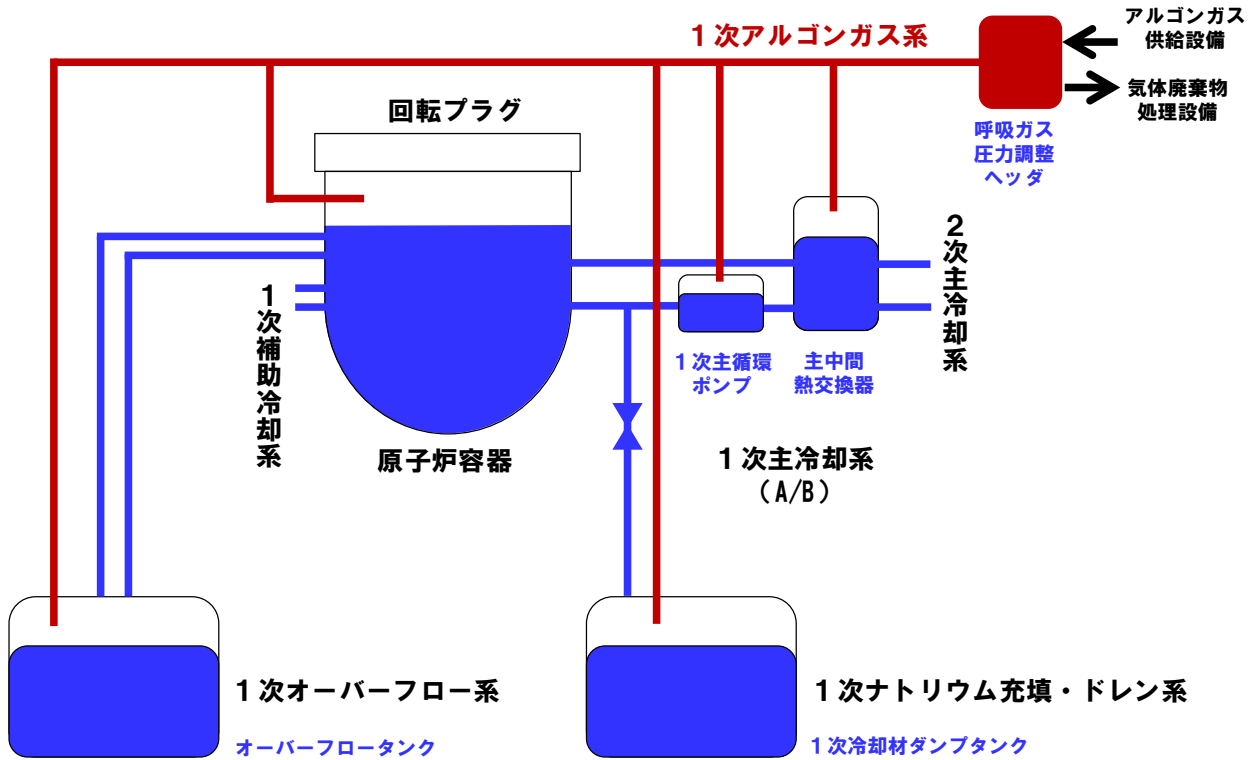 アルゴンガス
供給設備
1次アルゴンガス系
気体廃棄物
処理設備
回転プラグ
呼吸ガス
圧力調整
ヘッダ
2次主冷却系
1次補助冷却系
1次主循環
ポンプ
主中間
熱交換器
原子炉容器
1次主冷却系
(A/B)
1次オーバーフロー系
オーバーフロータンク
1次ナトリウム充填・ドレン系
1次冷却材ダンプタンク